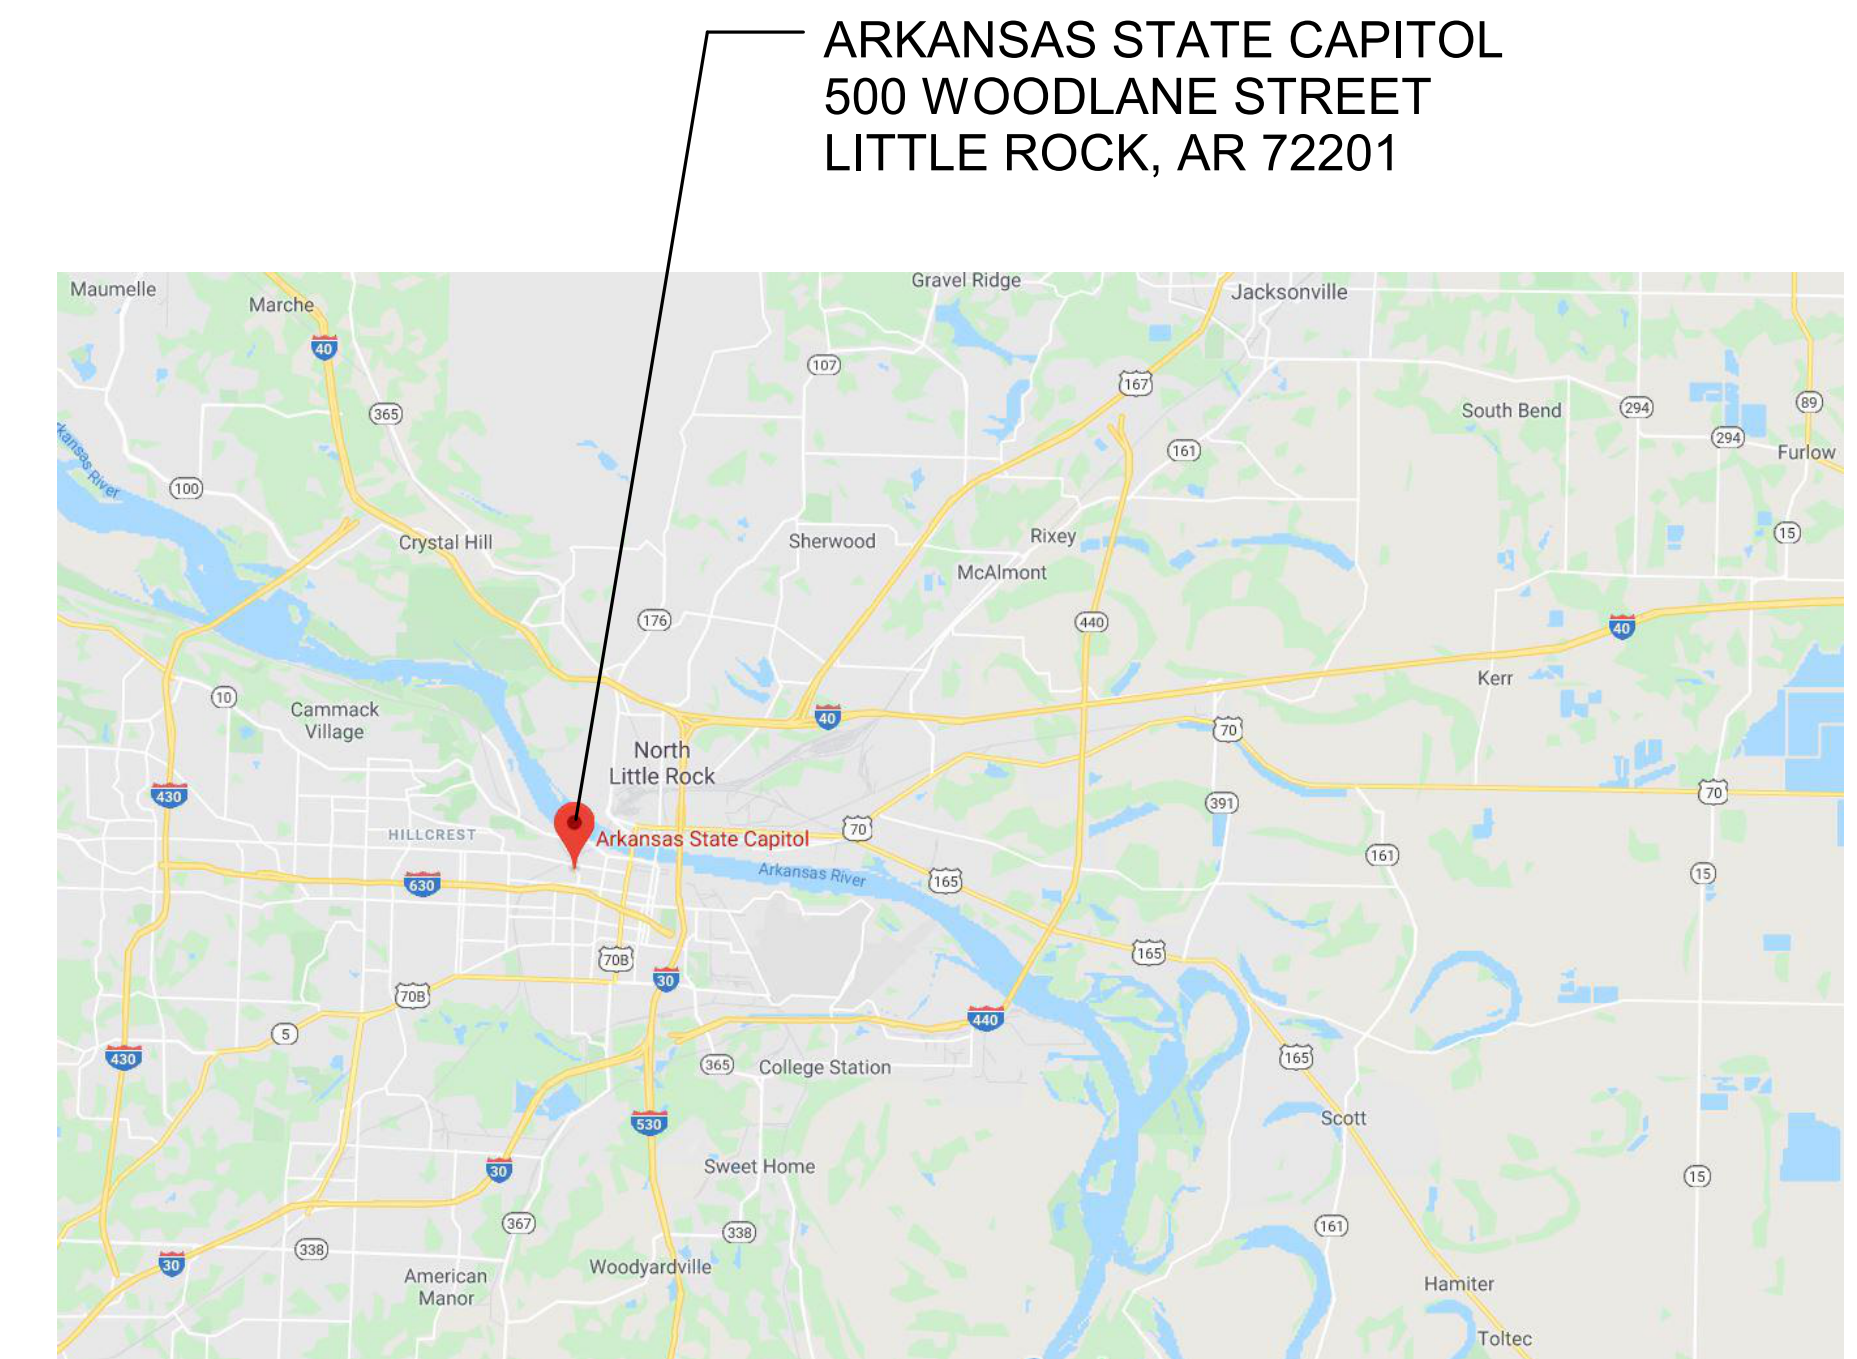 ARKANSAS STATE CAPITOL
500 WOODLANE STREET
LITTLE ROCK, AR 72201
Maumelle
Marche
Gravel Ridge
Jacksonville
40
107
167
365
South Bend
294
89
294
Furlow
161
Arkansas River
100
15
Crystal Hill
Sherwood
Rixey
McAlmont
176
440
40
Kerr
10
Cammack
Village
40
70
North
Little Rock
430
70
391
HILLCREST
Arkansas State Capitol
70
161
Arkansas River
630
165
15
70B
165
30
70B
440
5
430
365
College Station
165
530
Scott
Sweet Home
30
15
367
338
161
338
30
Woodyardville
American
Manor
Hamiter
Toltec